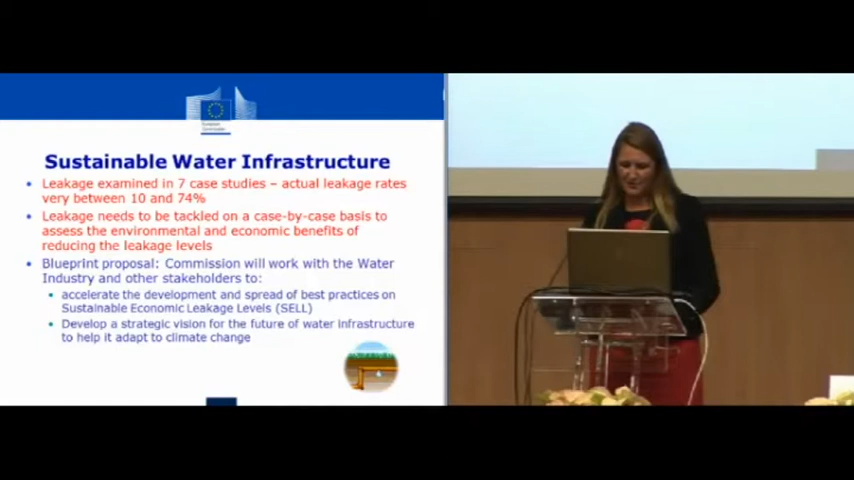 European
Commission
Sustainable Water Infrastructure
• Leakage examined in 7 case studies – actual leakage rates
very between 10 and 74%
• Leakage needs to be tackled on a case-by-case basis to
assess the environmental and economic benefits of
reducing the leakage levels
• Blueprint proposal: Commission will work with the Water
Industry and other stakeholders to:
• accelerate the development and spread of best practices on
Sustainable Economic Leakage Levels (SELL)
• Develop a strategic vision for the future of water infrastructure
to help it adapt to climate change